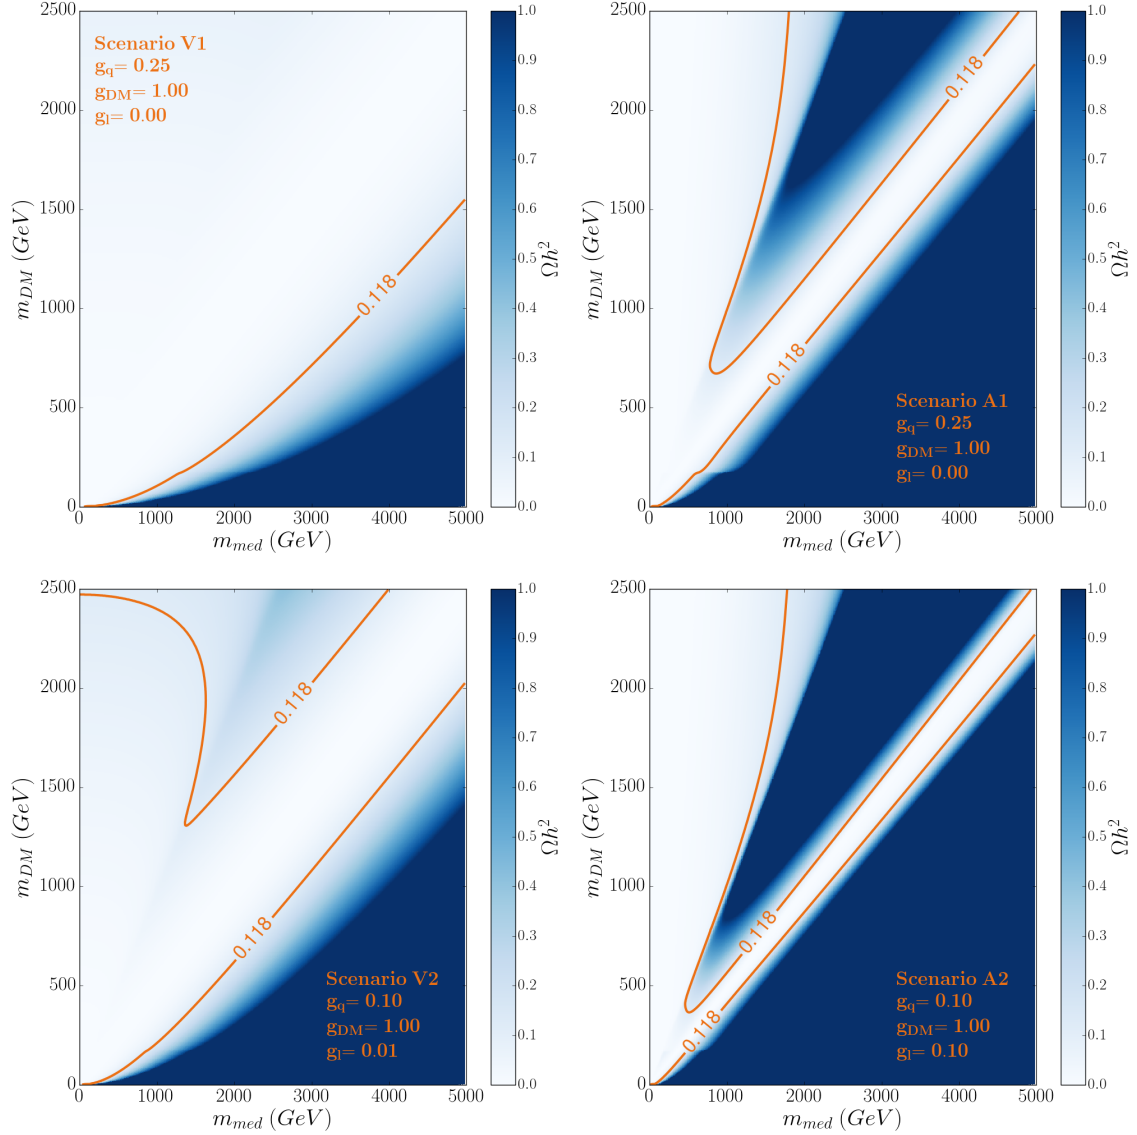 2500
2000
1500
1000
500
0
m_DM (GeV)
0 1000 2000 3000 4000 5000
m_med (GeV)
Scenario V1
g_q= 0.25
g_DM= 1.00
g_l= 0.00
0.118
1.0
0.9
0.8
0.7
0.6
0.5
0.4
0.3
0.2
0.1
0.0
Ωh²
2500
2000
1500
1000
500
0
m_DM (GeV)
0 1000 2000 3000 4000 5000
m_med (GeV)
0.118
0.118
Scenario A1
g_q= 0.25
g_DM= 1.00
g_l= 0.00
1.0
0.9
0.8
0.7
0.6
0.5
0.4
0.3
0.2
0.1
0.0
Ωh²
2500
2000
1500
1000
500
0
m_DM (GeV)
0 1000 2000 3000 4000 5000
m_med (GeV)
0.118
0.118
Scenario V2
g_q= 0.10
g_DM= 1.00
g_l= 0.01
1.0
0.9
0.8
0.7
0.6
0.5
0.4
0.3
0.2
0.1
0.0
Ωh²
2500
2000
1500
1000
500
0
m_DM (GeV)
0 1000 2000 3000 4000 5000
m_med (GeV)
0.118
0.118
Scenario A2
g_q= 0.10
g_DM= 1.00
g_l= 0.10
1.0
0.9
0.8
0.7
0.6
0.5
0.4
0.3
0.2
0.1
0.0
Ωh²